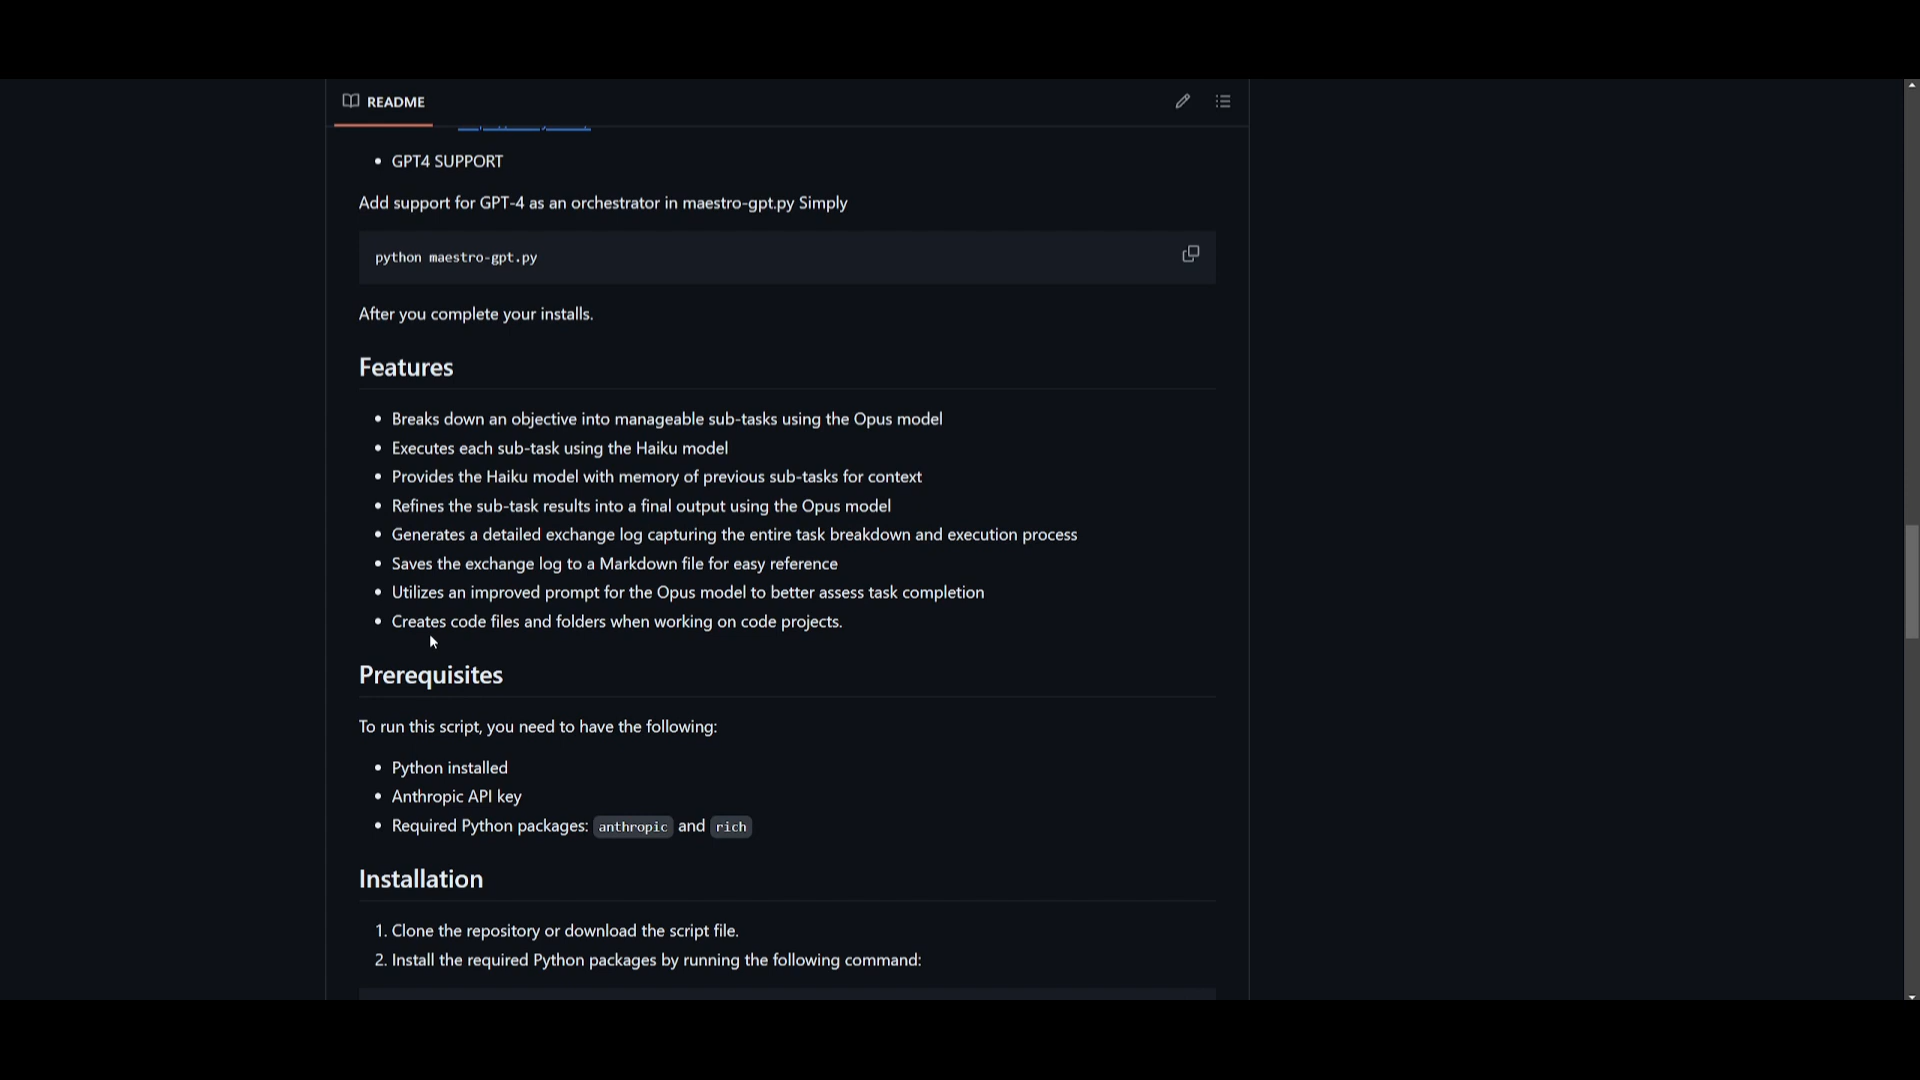 README
GPT4 SUPPORT
Add support for GPT-4 as an orchestrator in maestro-gpt.py Simply
python maestro-gpt.py
After you complete your installs.
Features
Breaks down an objective into manageable sub-tasks using the Opus model
Executes each sub-task using the Haiku model
Provides the Haiku model with memory of previous sub-tasks for context
Refines the sub-task results into a final output using the Opus model
Generates a detailed exchange log capturing the entire task breakdown and execution process
Saves the exchange log to a Markdown file for easy reference
Utilizes an improved prompt for the Opus model to better assess task completion
Creates code files and folders when working on code projects.
Prerequisites
To run this script, you need to have the following:
Python installed
Anthropic API key
Required Python packages: anthropic and rich
Installation
1. Clone the repository or download the script file.
2. Install the required Python packages by running the following command: